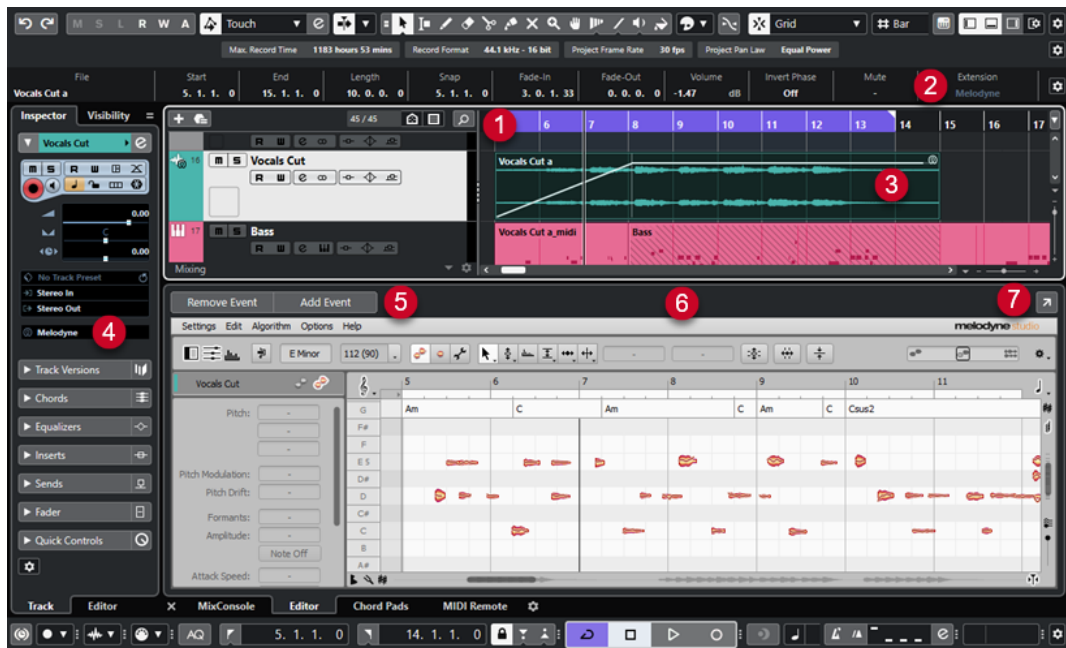 M S L R W A Touch Grid Bar
Max. Record Time 1183 hours 53 mins Record Format 44.1 kHz - 16 bit Project Frame Rate 30 fps Project Pan Law Equal Power
File Start End Length Snap Fade-In Fade-Out Volume Invert Phase Mute 2 Extension
Vocals Cut a 5. 1. 1. 0 15. 1. 1. 0 10. 0. 0. 0 5. 1. 1. 0 3. 0. 1. 33 0. 0. 0. 0 -1.47 dB Off - Melodyne
Inspector Visibility 45 / 45 1 6 7 8 9 10 11 12 13 14 15 16 17
Vocals Cut e
R W e
16 m S Vocals Cut Vocals Cut a
m S R W R W e
3
0.00
C
0.00
17 m S Bass Vocals Cut a_midi Bass
R W e
Mixing
No Track Preset
Stereo In
Stereo Out
Melodyne 4
Remove Event Add Event 5 6 7
Settings Edit Algorithm Options Help melodyne studio
E Minor 112 (90) - -
Vocals Cut 5 6 7 8 9 10 11
Pitch: - G Am C Am C Am C Csus2
- F#
- F
E 5
Pitch Modulation: - D#
Pitch Drift: - D
Formants: - C#
Amplitude: - C
Note Off B
Attack Speed: - A#
Track Versions
Chords
Equalizers
Inserts
Sends
Fader
Quick Controls
Track Editor X MixConsole Editor Chord Pads MIDI Remote
AQ 5. 1. 1. 0 14. 1. 1. 0